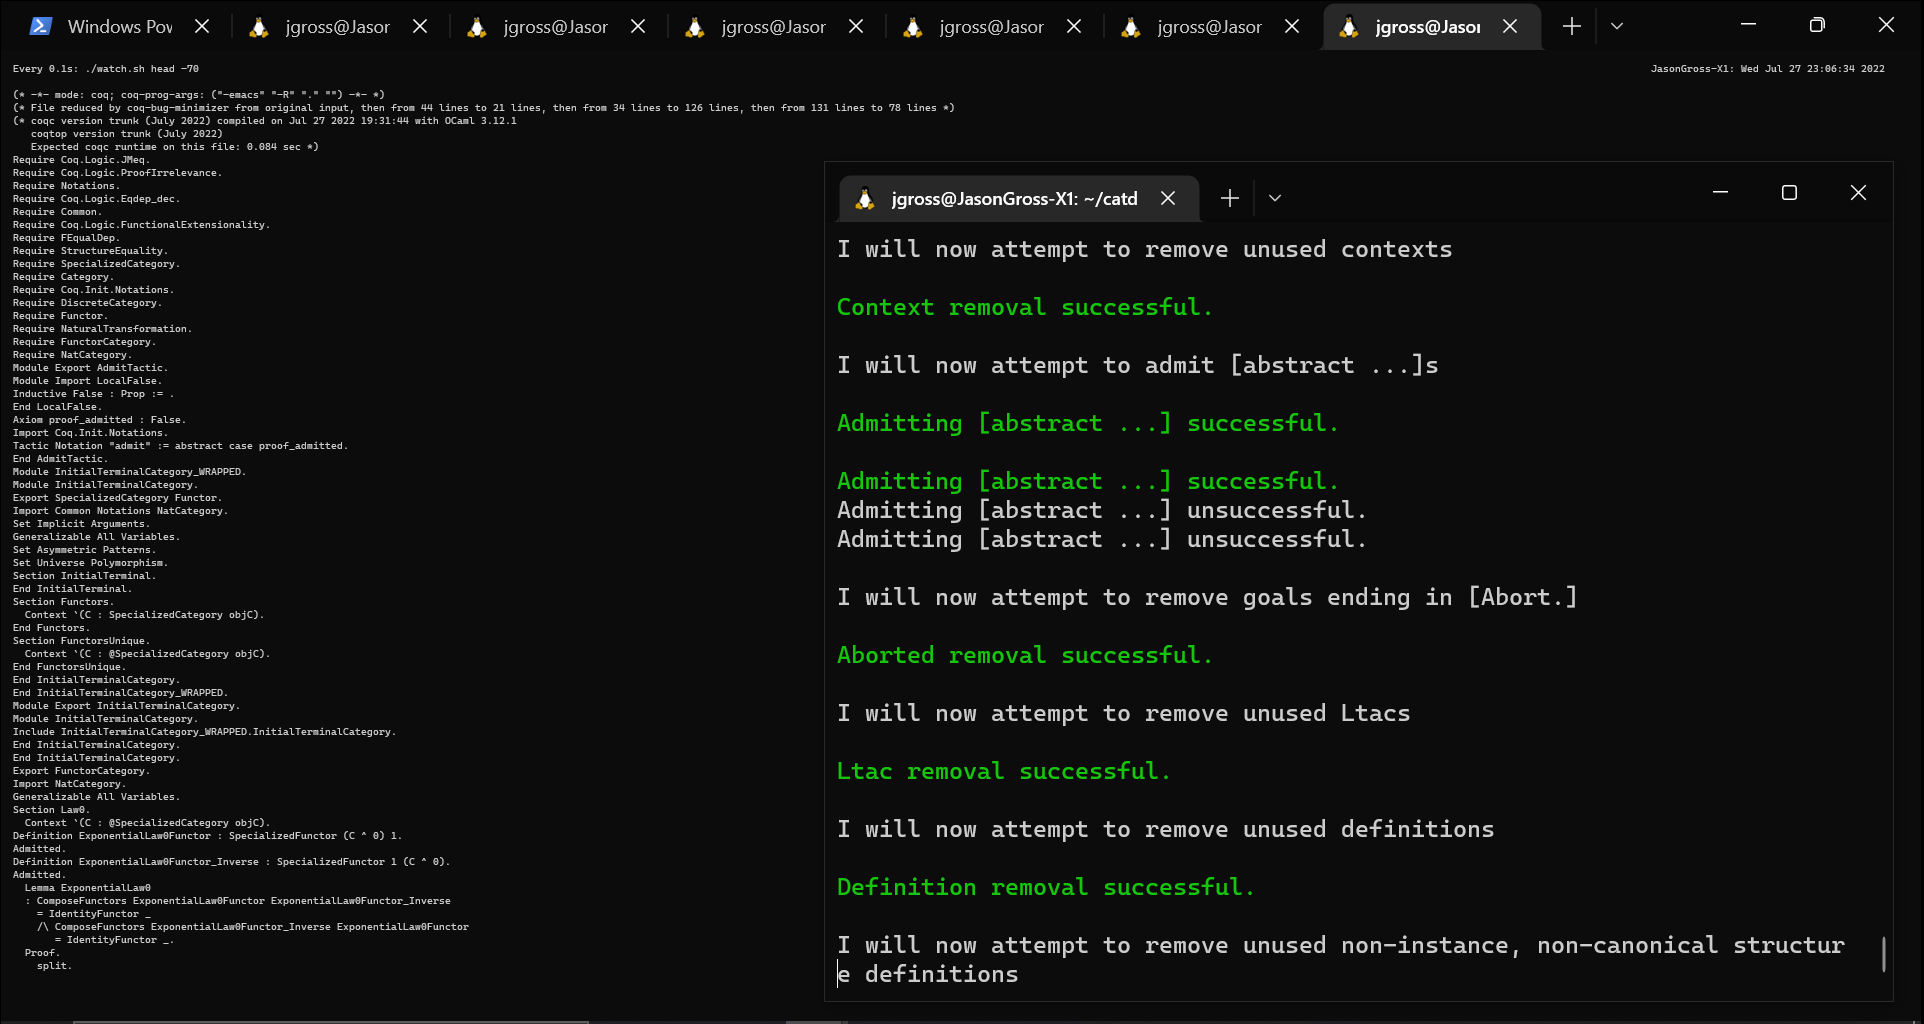 Windows Pow
jgross@Jason
jgross@Jason
jgross@Jason
jgross@Jason
jgross@Jason
jgross@Jason
Every 0.1s: ./watch.sh head -70
JasonGross-X1: Wed Jul 27 23:06:34 2022
(* -*- mode: coq; coq-prog-args: ("-emacs" "-R" "." "") -*- *)
(* File reduced by coq-bug-minimizer from original input, then from 44 lines to 21 lines, then from 34 lines to 126 lines, then from 131 lines to 78 lines *)
(* coqc version trunk (July 2022) compiled on Jul 27 2022 19:31:44 with OCaml 3.12.1
coqtop version trunk (July 2022)
Expected coqc runtime on this file: 0.084 sec *)
Require Coq.Logic.JMeq.
Require Coq.Logic.ProofIrrelevance.
Require Notations.
Require Coq.Logic.Eqdep_dec.
Require Common.
Require Coq.Logic.FunctionalExtensionality.
Require FEqualDep.
Require StructureEquality.
Require SpecializedCategory.
Require Category.
Require Coq.Init.Notations.
Require DiscreteCategory.
Require Functor.
Require NaturalTransformation.
Require FunctorCategory.
Require NatCategory.
Module Export AdmitTactic.
Module Import LocalFalse.
Inductive False : Prop := .
End LocalFalse.
Axiom proof_admitted : False.
Import Coq.Init.Notations.
Tactic Notation "admit" := abstract case proof_admitted.
End AdmitTactic.
Module InitialTerminalCategory_WRAPPED.
Module InitialTerminalCategory.
Export SpecializedCategory Functor.
Import Common Notations NatCategory.
Set Implicit Arguments.
Generalizable All Variables.
Set Asymmetric Patterns.
Set Universe Polymorphism.
Section InitialTerminal.
End InitialTerminal.
Section Functors.
Context `(C : SpecializedCategory objC).
End Functors.
Section FunctorsUnique.
Context `(C : @SpecializedCategory objC).
End FunctorsUnique.
End InitialTerminalCategory.
End InitialTerminalCategory_WRAPPED.
Module Export InitialTerminalCategory.
Module InitialTerminalCategory.
Include InitialTerminalCategory_WRAPPED.InitialTerminalCategory.
End InitialTerminalCategory.
End InitialTerminalCategory.
Export FunctorCategory.
Import NatCategory.
Generalizable All Variables.
Section Law0.
Context `(C : @SpecializedCategory objC).
Definition ExponentialLaw0Functor : SpecializedFunctor (C ^ 0) 1.
Admitted.
Definition ExponentialLaw0Functor_Inverse : SpecializedFunctor 1 (C ^ 0).
Admitted.
Lemma ExponentialLaw0
: ComposeFunctors ExponentialLaw0Functor ExponentialLaw0Functor_Inverse
= IdentityFunctor _
/\ ComposeFunctors ExponentialLaw0Functor_Inverse ExponentialLaw0Functor
= IdentityFunctor _.
Proof.
split.
jgross@JasonGross-X1: ~/catd
I will now attempt to remove unused contexts
Context removal successful.
I will now attempt to admit [abstract ...]s
Admitting [abstract ...] successful.
Admitting [abstract ...] successful.
Admitting [abstract ...] unsuccessful.
Admitting [abstract ...] unsuccessful.
I will now attempt to remove goals ending in [Abort.]
Aborted removal successful.
I will now attempt to remove unused Ltacs
Ltac removal successful.
I will now attempt to remove unused definitions
Definition removal successful.
I will now attempt to remove unused non-instance, non-canonical structur
e definitions